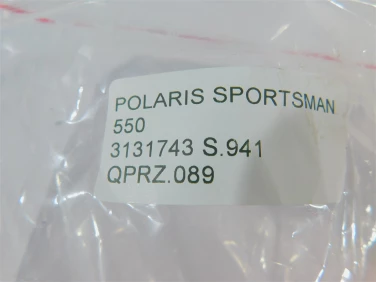 POLARIS SPORTSMAN
550
3131743 S.941
QPRZ.089